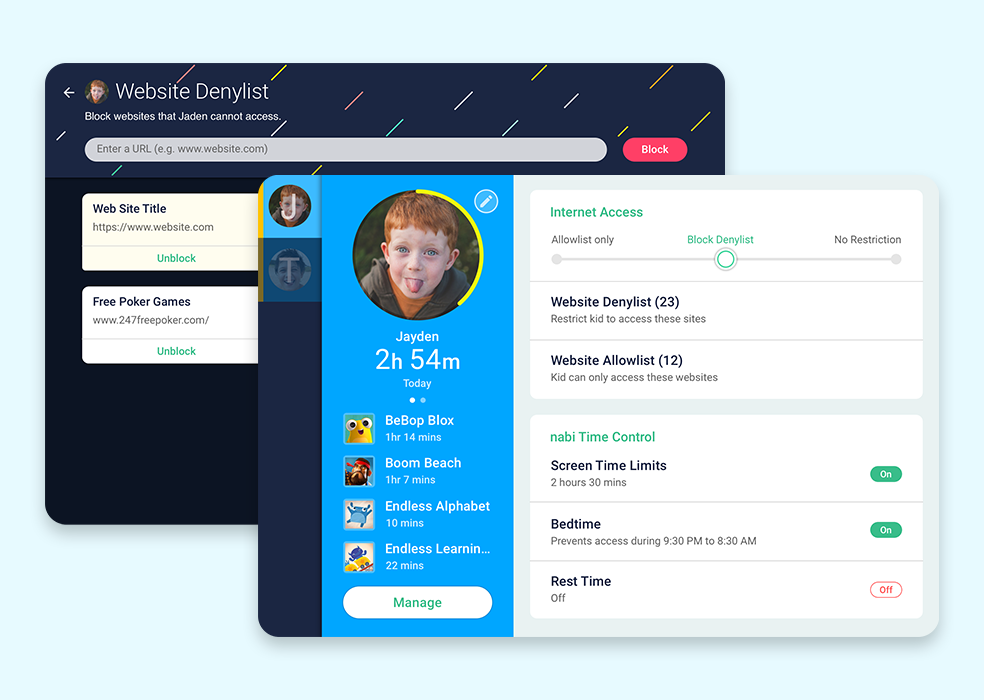 Website Denylist
Block websites that Jaden cannot access.
Enter a URL (e.g. www.website.com)
Block
Web Site Title
https://www.website.com
Unblock
Free Poker Games
www.247freepoker.com/
Unblock
J
T
Jayden
2h 54m
Today
BeBop Blox
1hr 14 mins
Boom Beach
1hr 7 mins
Endless Alphabet
10 mins
Endless Learnin...
22 mins
Manage
Internet Access
Allowlist only
Block Denylist
No Restriction
Website Denylist (23)
Restrict kid to access these sites
Website Allowlist (12)
Kid can only access these websites
nabi Time Control
Screen Time Limits
2 hours 30 mins
On
Bedtime
Prevents access during 9:30 PM to 8:30 AM
On
Rest Time
Off
Off